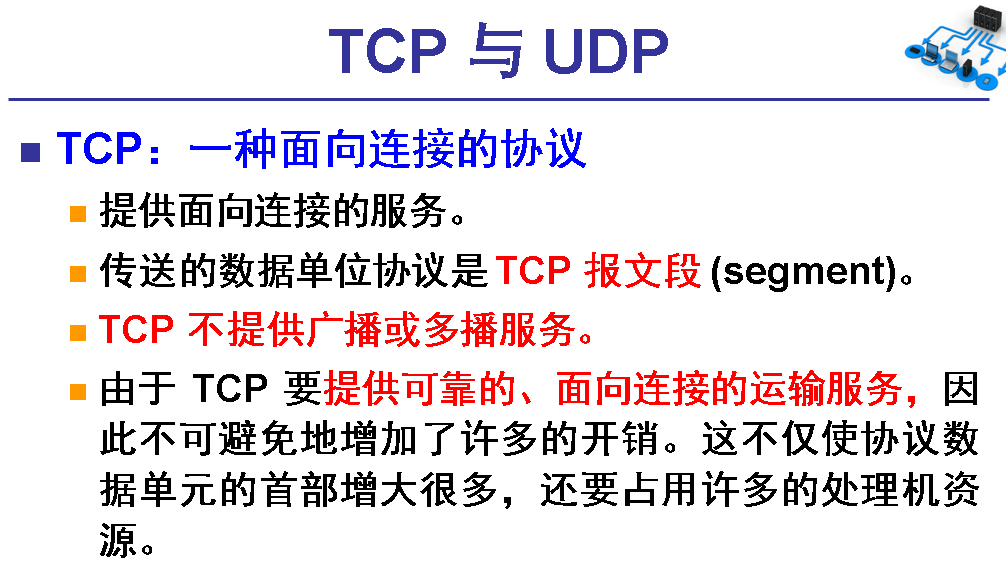 TCP 与 UDP
TCP：一种面向连接的协议
提供面向连接的服务。
传送的数据单位协议是 TCP 报文段 (segment)。
TCP 不提供广播或多播服务。
由于 TCP 要提供可靠的、面向连接的运输服务，因
此不可避免地增加了许多的开销。这不仅使协议数
据单元的首部增大很多，还要占用许多的处理机资
源。